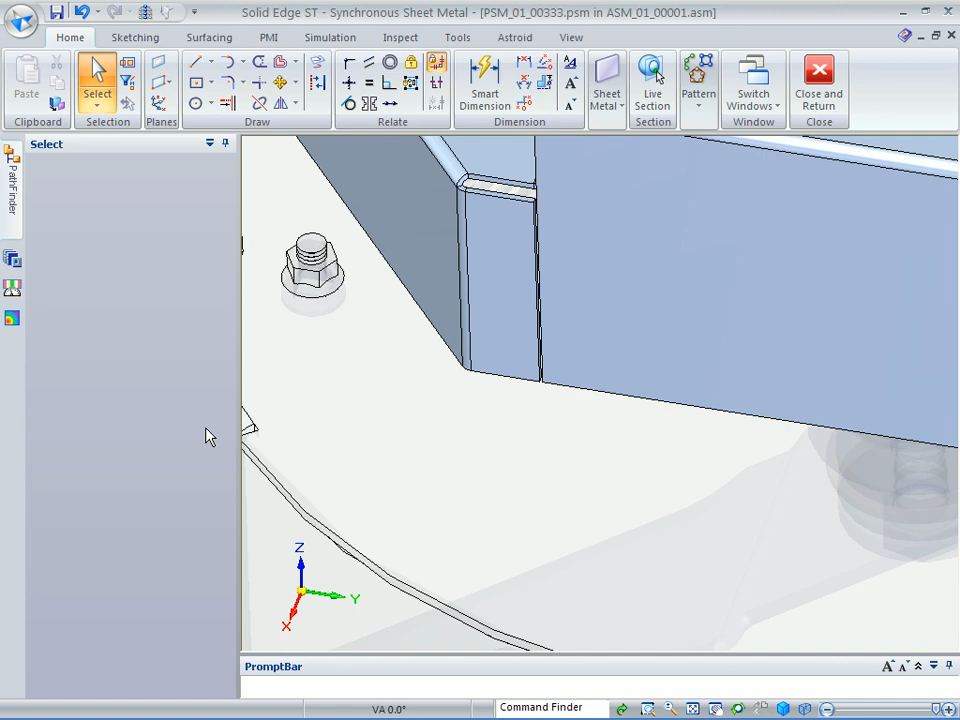 Solid Edge ST - Synchronous Sheet Metal - [PSM_01_00333.psm in ASM_01_00001.asm]
Home Sketching Surfacing PMI Simulation Inspect Tools Astroid View
Paste
Select
Smart Dimension
Sheet Metal
Live Section
Pattern
Switch Windows
Close and Return
Clipboard Selection Planes Draw Relate Dimension Section Window Close
Select
PathFinder
Z
Y
X
PromptBar
VA 0.0°
Command Finder